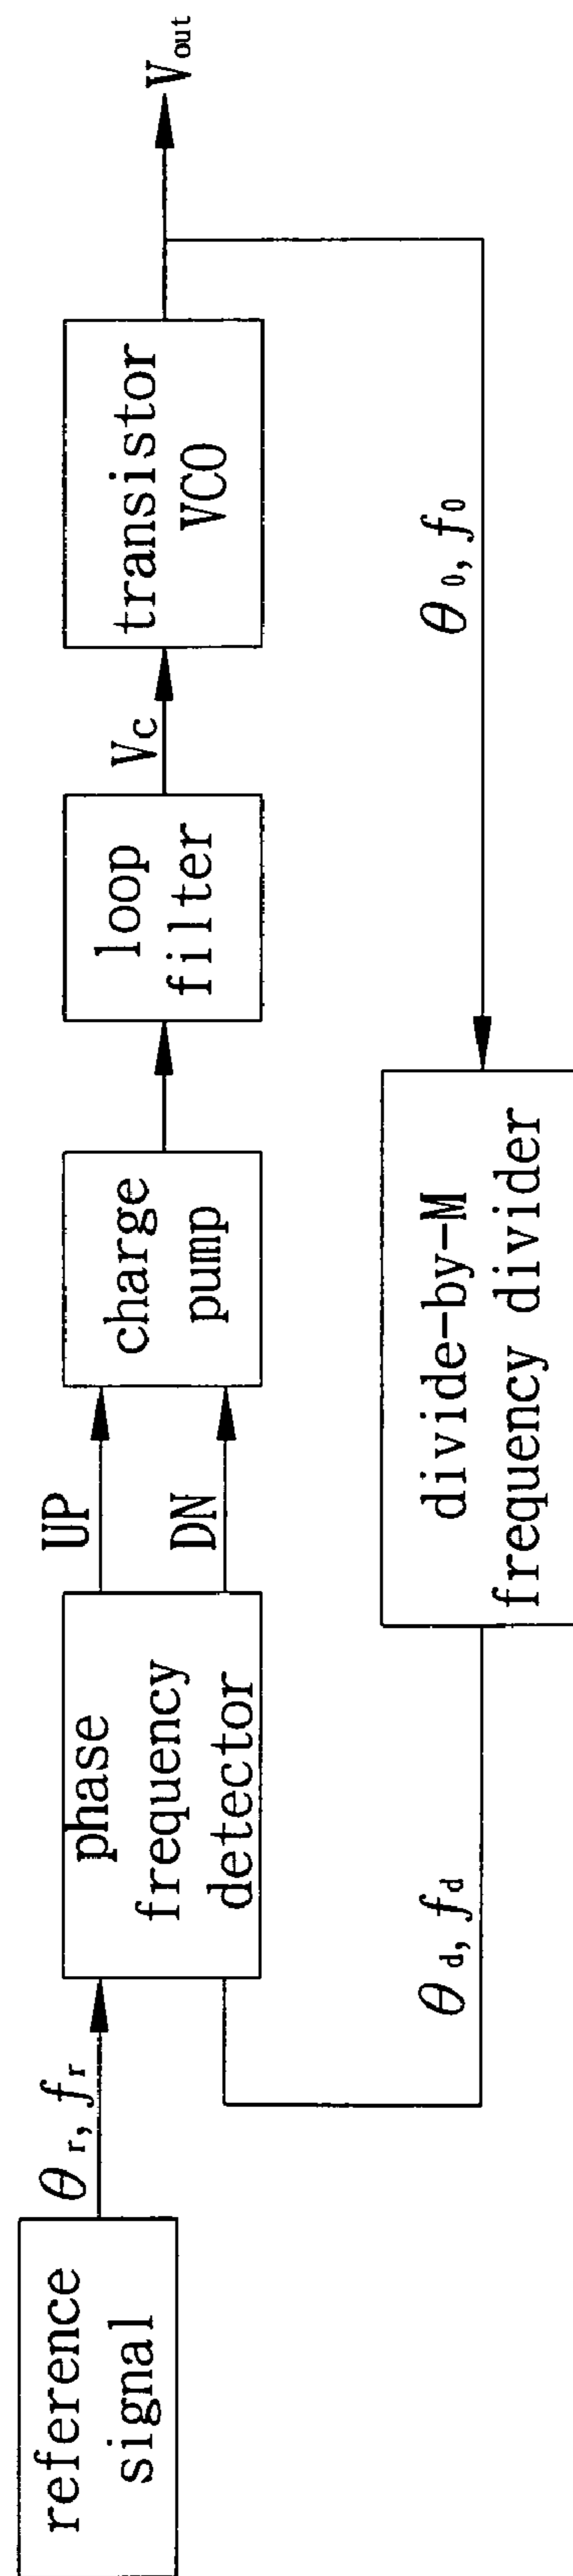 reference
signal
θr, fr
phase
frequency
detector
UP
DN
charge
pump
loop
filter
Vc
transistor
VCO
Vout
θ0, f0
divide-by-M
frequency divider
θd, fd